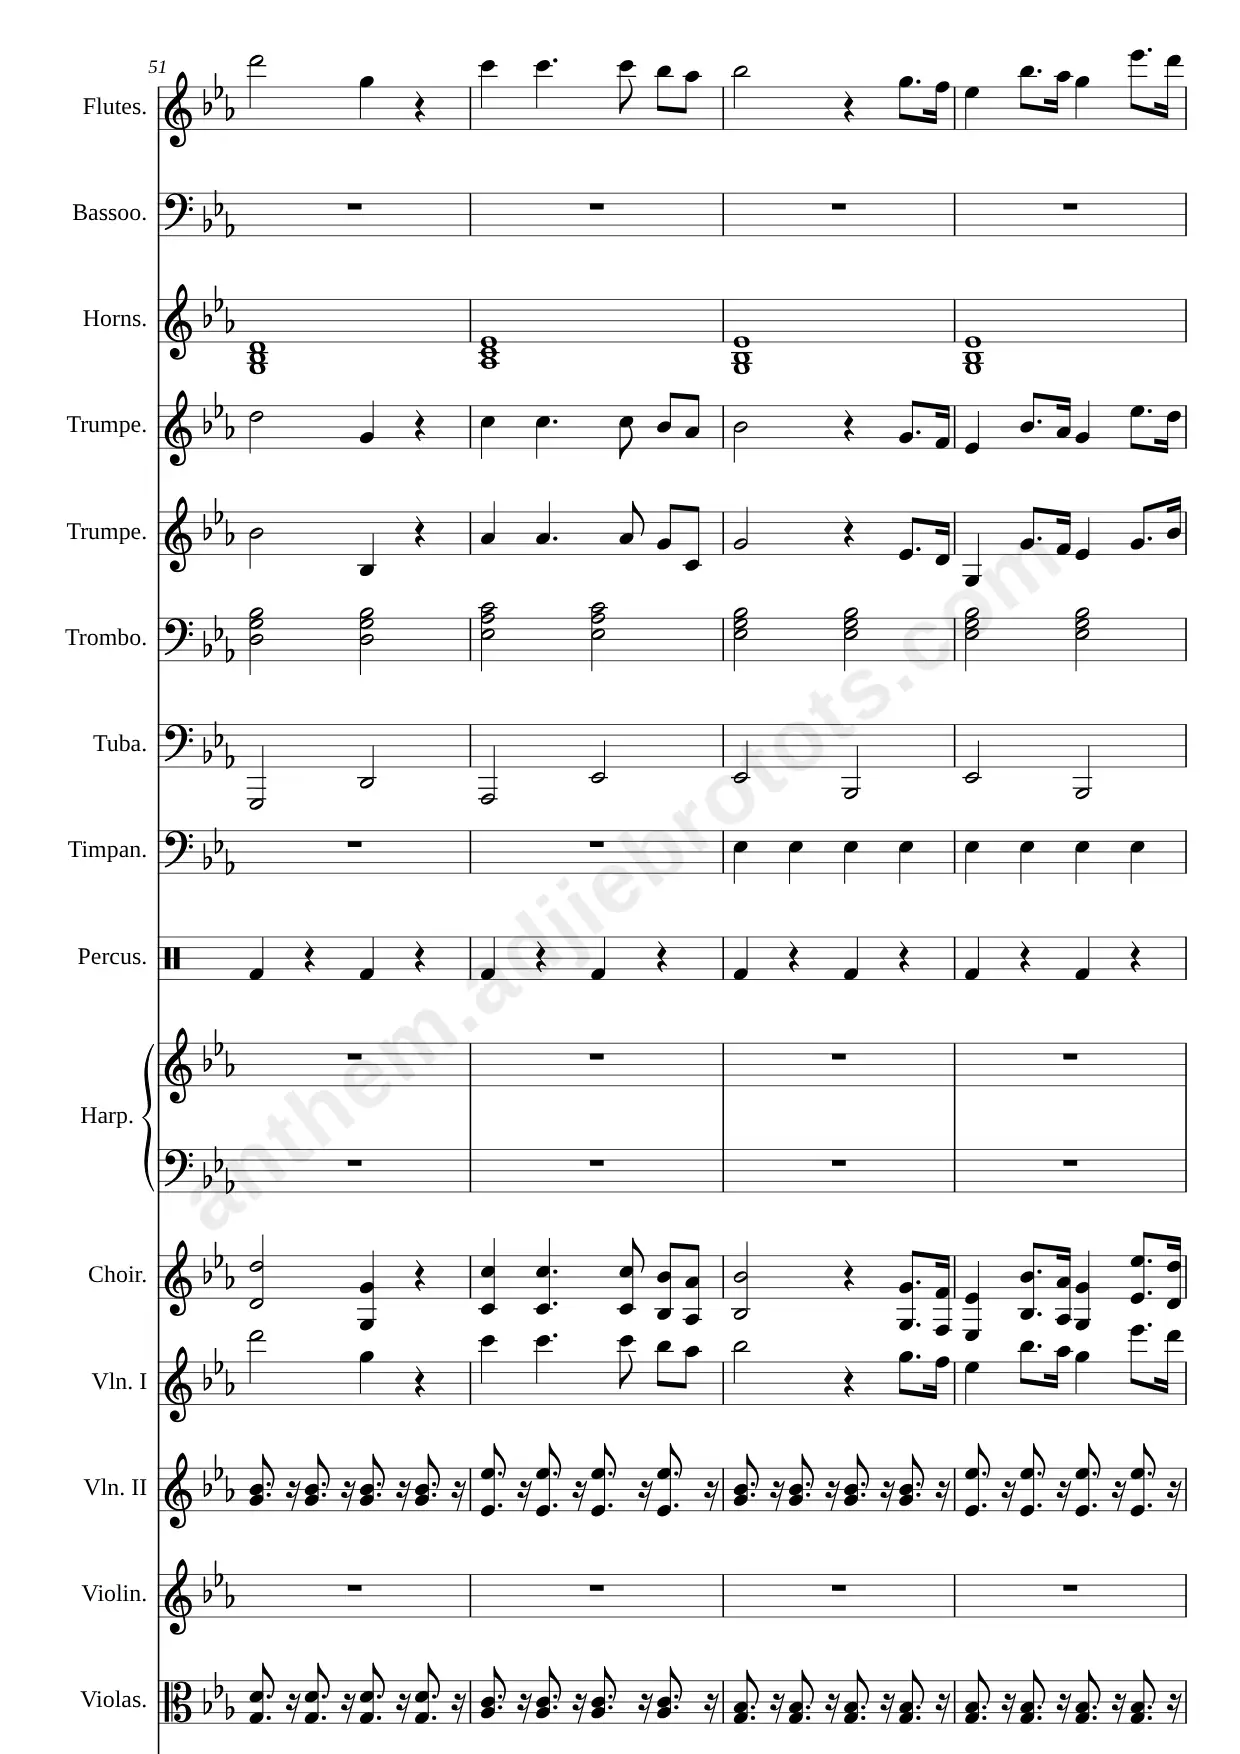 51
Flutes.
Bassoo.
Horns.
Trumpe.
Trumpe.
Trombo.
Tuba.
Timpan.
Percus.
Harp.
Choir.
Vln. I
Vln. II
Violin.
Violas.
anthem.adjiebrotots.com